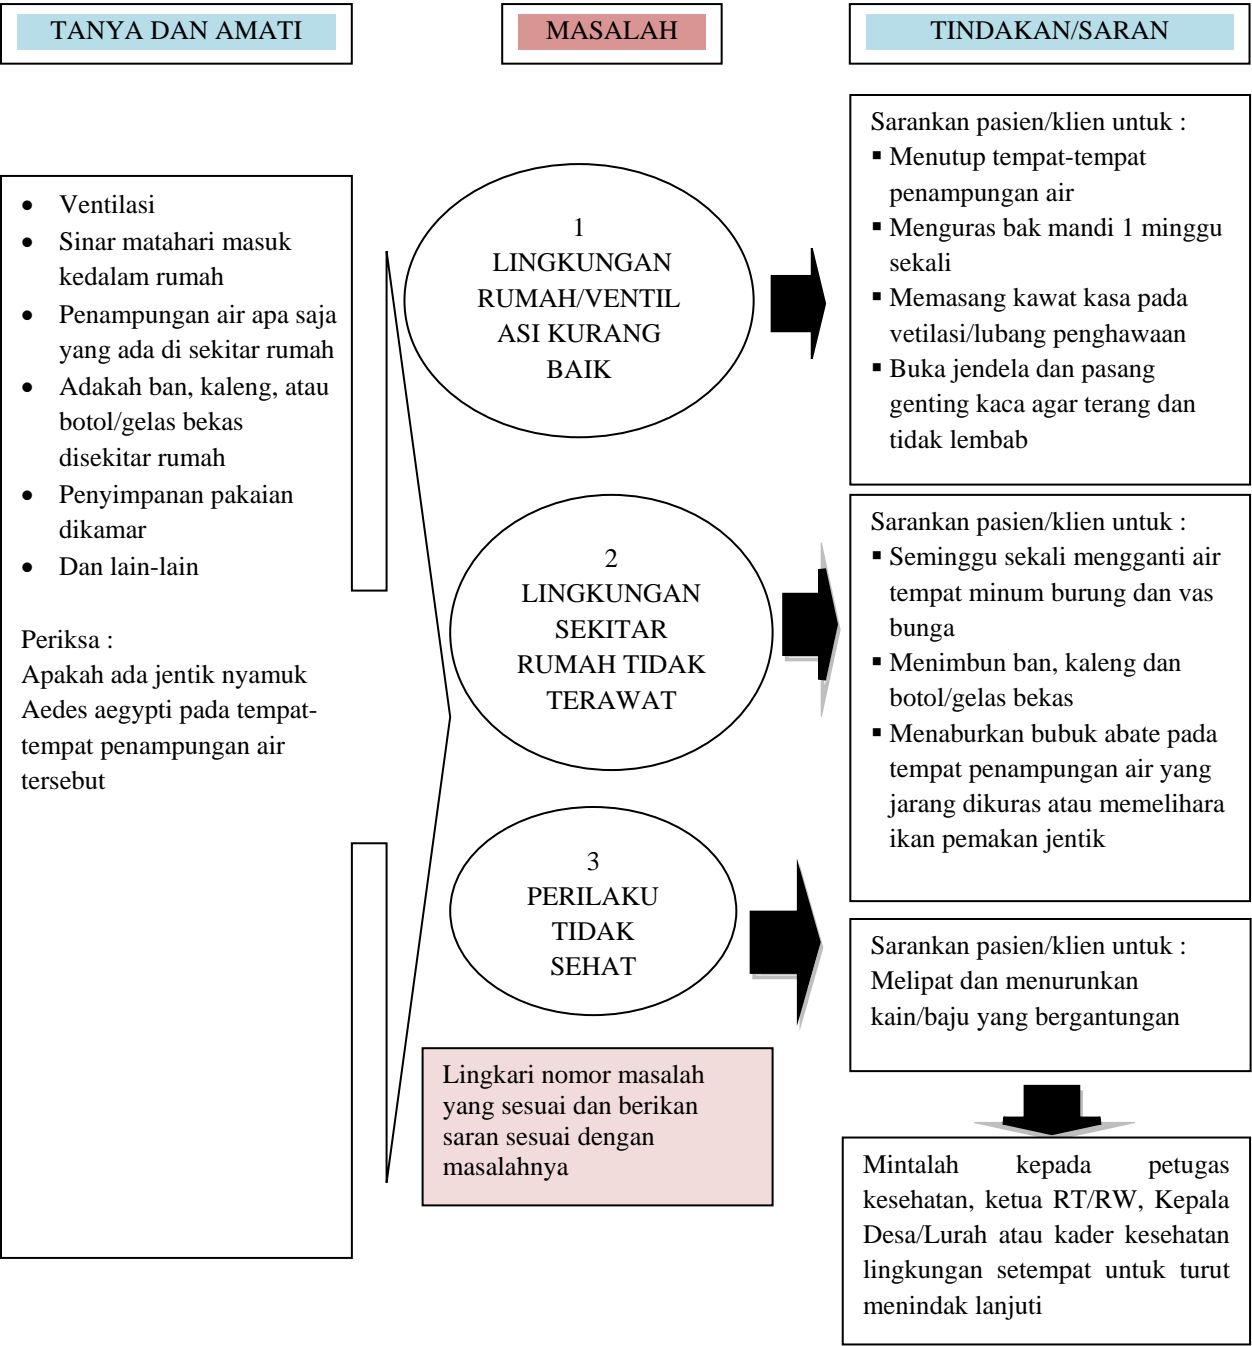 TANYA DAN AMATI
MASALAH
TINDAKAN/SARAN
• Ventilasi
• Sinar matahari masuk
kedalam rumah
• Penampungan air apa saja
yang ada di sekitar rumah
• Adakah ban, kaleng, atau
botol/gelas bekas
disekitar rumah
• Penyimpanan pakaian
dikamar
• Dan lain-lain
Periksa :
Apakah ada jentik nyamuk
Aedes aegypti pada tempat-
tempat penampungan air
tersebut
1
LINGKUNGAN
RUMAH/VENTIL
ASI KURANG
BAIK
Sarankan pasien/klien untuk :
▪ Menutup tempat-tempat
penampungan air
▪ Menguras bak mandi 1 minggu
sekali
▪ Memasang kawat kasa pada
vetilasi/lubang penghawaan
▪ Buka jendela dan pasang
genting kaca agar terang dan
tidak lembab
2
LINGKUNGAN
SEKITAR
RUMAH TIDAK
TERAWAT
Sarankan pasien/klien untuk :
▪ Seminggu sekali mengganti air
tempat minum burung dan vas
bunga
▪ Menimbun ban, kaleng dan
botol/gelas bekas
▪ Menaburkan bubuk abate pada
tempat penampungan air yang
jarang dikuras atau memelihara
ikan pemakan jentik
3
PERILAKU
TIDAK
SEHAT
Sarankan pasien/klien untuk :
Melipat dan menurunkan
kain/baju yang bergantungan
Lingkari nomor masalah
yang sesuai dan berikan
saran sesuai dengan
masalahnya
Mintalah kepada petugas
kesehatan, ketua RT/RW, Kepala
Desa/Lurah atau kader kesehatan
lingkungan setempat untuk turut
menindak lanjuti